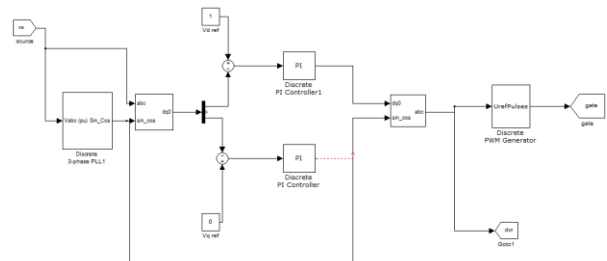 va
source
1
Vd ref
PI
Discrete
PI Controller1
abc
dq0
sin_cos
Vabc (pu) Sin_Cos
Discrete
3-phase PLL1
dq0
abc
sin_cos
Uref Pulses
Discrete
PWM Generator
gate
gate
PI
Discrete
PI Controller
0
Vq ref
dvr
Goto1